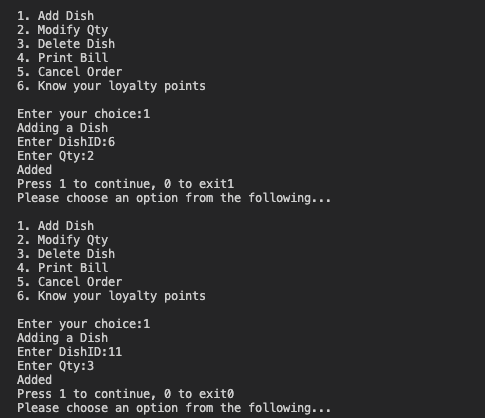 1. Add Dish
2. Modify Qty
3. Delete Dish
4. Print Bill
5. Cancel Order
6. Know your loyalty points
Enter your choice:1
Adding a Dish
Enter DishID:6
Enter Qty:2
Added
Press 1 to continue, 0 to exit1
Please choose an option from the following...
1. Add Dish
2. Modify Qty
3. Delete Dish
4. Print Bill
5. Cancel Order
6. Know your loyalty points
Enter your choice:1
Adding a Dish
Enter DishID:11
Enter Qty:3
Added
Press 1 to continue, 0 to exit0
Please choose an option from the following...